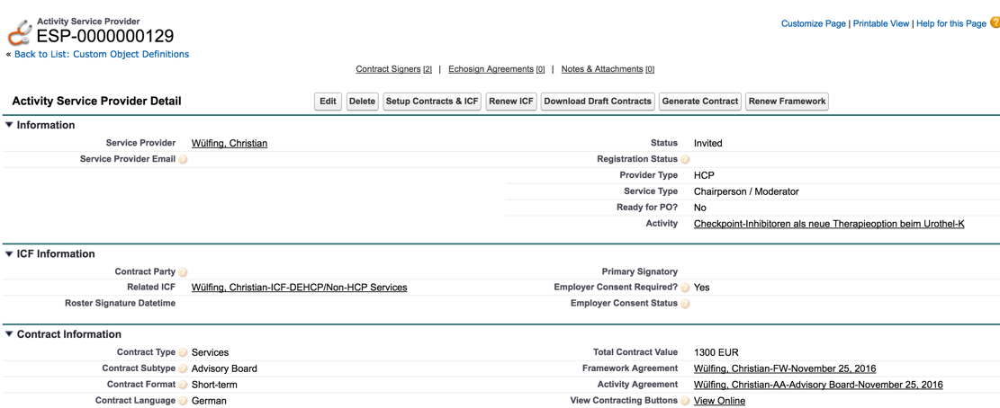 Activity Service Provider
ESP-0000000129
Customize Page | Printable View | Help for this Page ?
« Back to List: Custom Object Definitions
Contract Signers [2] | Echosign Agreements [0] | Notes & Attachments [0]
Activity Service Provider Detail Edit Delete Setup Contracts & ICF Renew ICF Download Draft Contracts Generate Contract Renew Framework
Information
Service Provider ​Wülfing, Christian Status Invited
Service Provider Email ? Registration Status ?
Provider Type HCP
Service Type Chairperson / Moderator
Ready for PO? No
Activity Checkpoint-Inhibitoren als neue Therapieoption beim Urothel-K
ICF Information
Contract Party ? Primary Signatory
Related ICF Wülfing, Christian-ICF-DEHCP/Non-HCP Services Employer Consent Required? ? Yes
Roster Signature Datetime Employer Consent Status ?
Contract Information
Contract Type ? Services Total Contract Value 1300 EUR
Contract Subtype ? Advisory Board Framework Agreement Wülfing, Christian-FW-November 25, 2016
Contract Format ? Short-term Activity Agreement Wülfing, Christian-AA-Advisory Board-November 25, 2016
Contract Language ? German View Contracting Buttons ? View Online